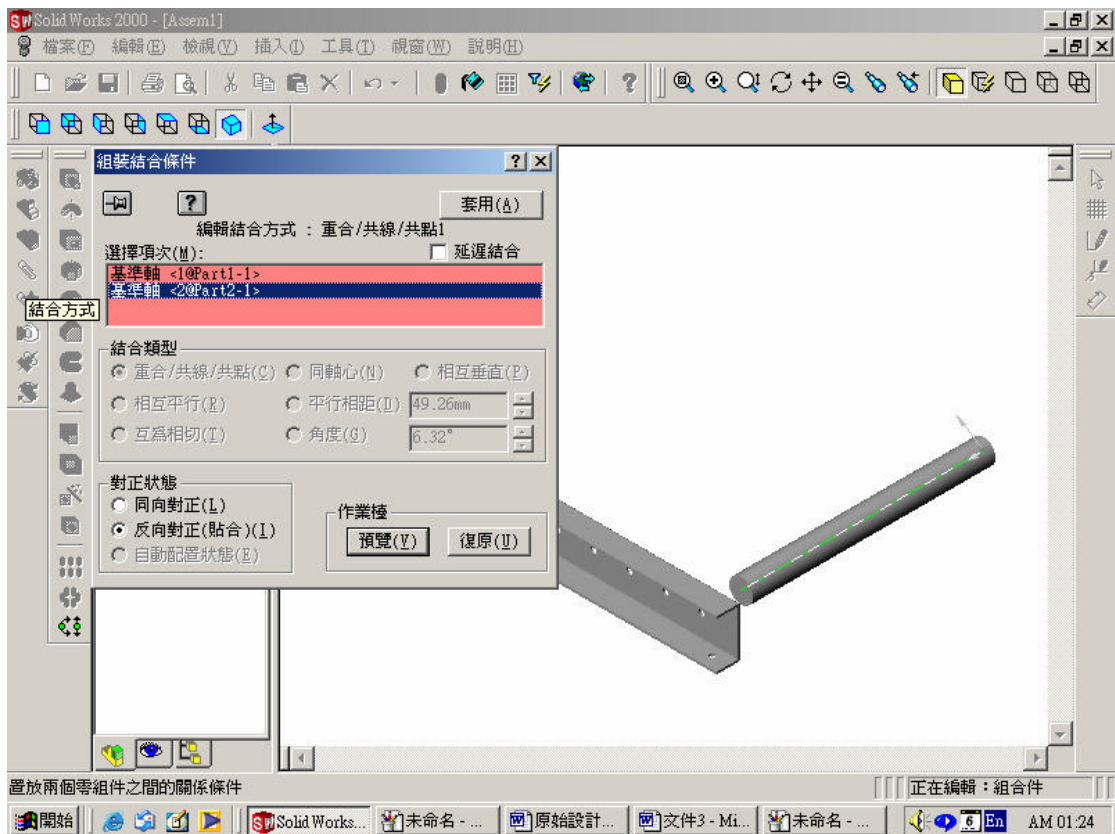 SolidWorks 2000 - [Assem1]
檔案(F) 編輯(E) 檢視(V) 插入(I) 工具(T) 視窗(W) 說明(H)
組裝結合條件
套用(A)
編輯結合方式 : 重合/共線/共點1
選擇項次(M):
延遲結合
基準軸 <1@Part1-1>
基準軸 <2@Part2-1>
結合方式
結合類型
重合/共線/共點(C) 同軸心(N) 相互垂直(P)
相互平行(R) 平行相距(D) 49.26mm
互為相切(T) 角度(G) 6.32°
對正狀態
同向對正(L)
反向對正(貼合)(I)
自動配置狀態(E)
作業檯
預覽(V) 復原(U)
置放兩個零組件之間的關係條件
正在編輯：組合件
開始 SolidWorks... 未命名 - ... 原始設計... 文件3 - Mi... 未命名 - ... En AM 01:24